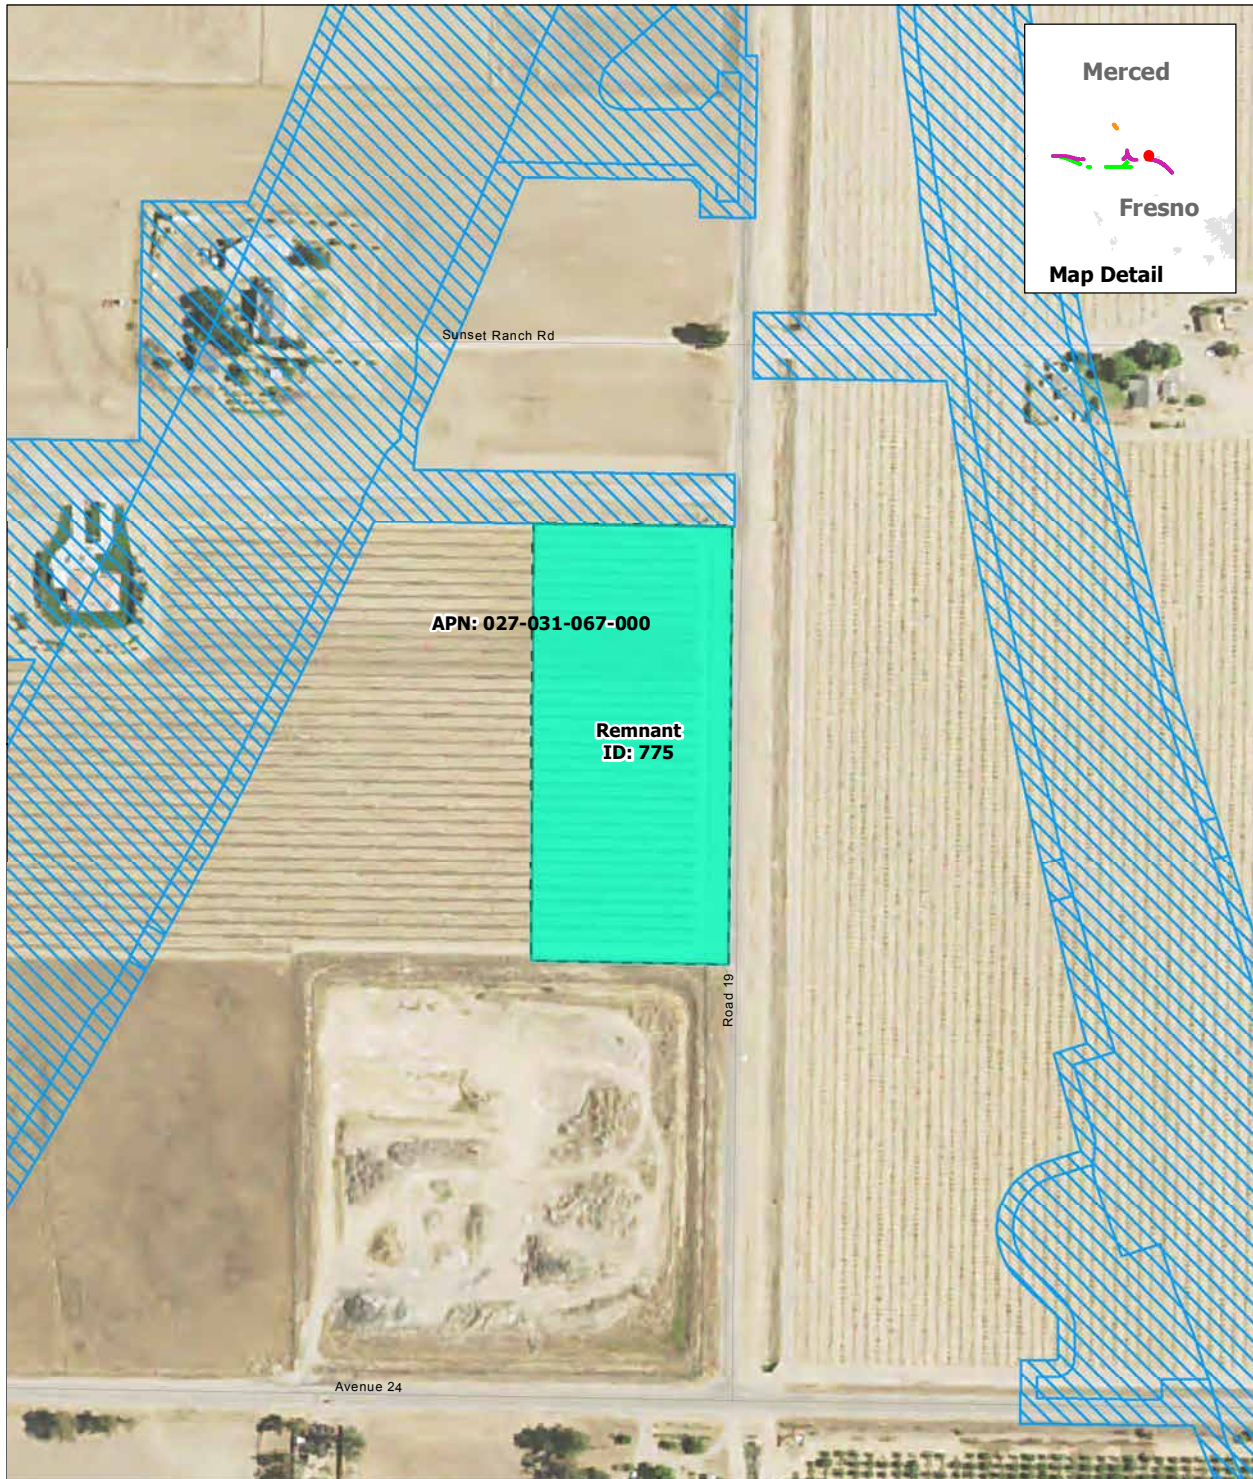 Merced
Fresno
Map Detail
Sunset Ranch Rd
APN: 027-031-067-000
Remnant
ID: 775
Road 19
Avenue 24